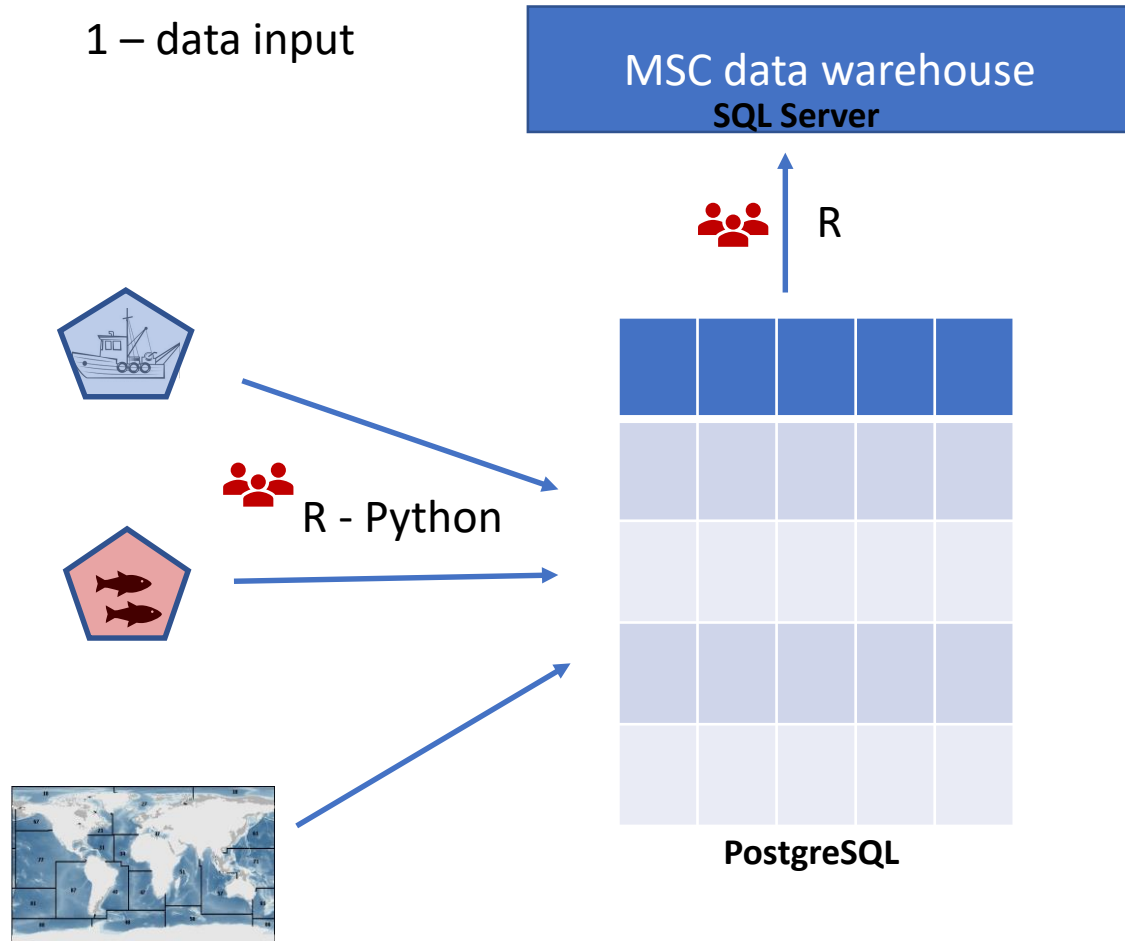 1 – data input
MSC data warehouse
SQL Server
R
R - Python
PostgreSQL